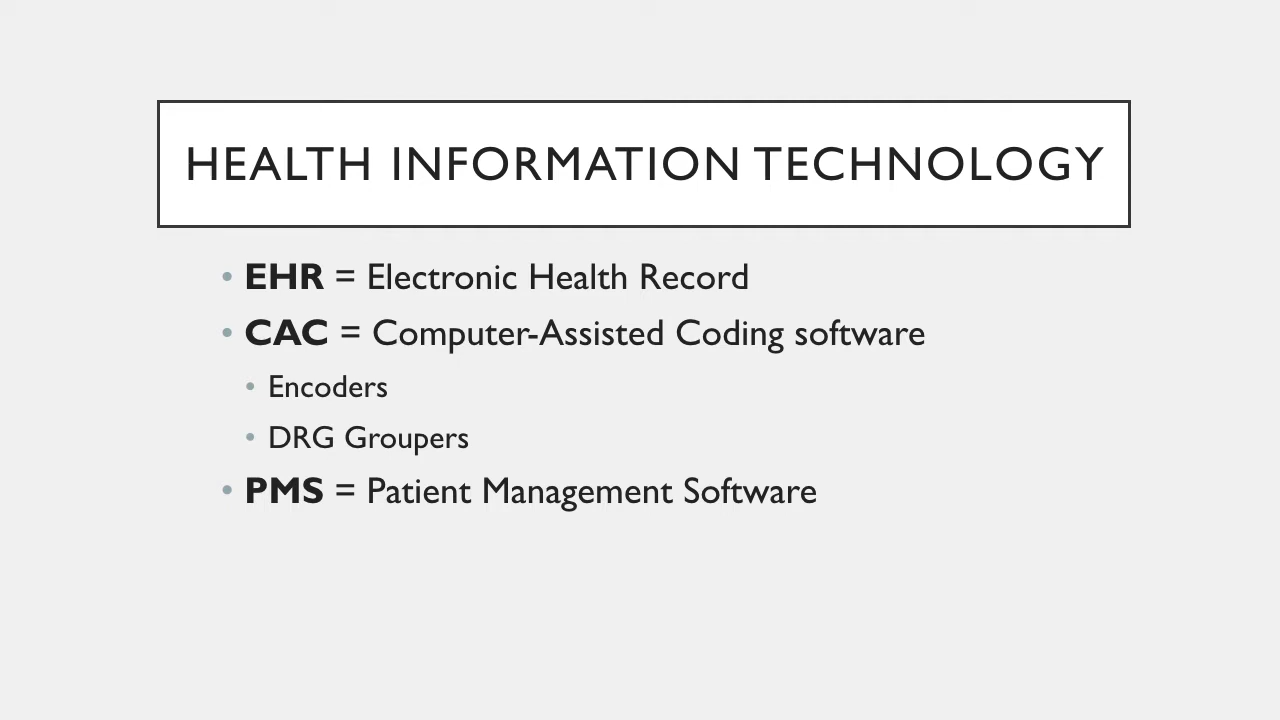 HEALTH INFORMATION TECHNOLOGY
• EHR = Electronic Health Record
• CAC = Computer-Assisted Coding software
• Encoders
• DRG Groupers
• PMS = Patient Management Software